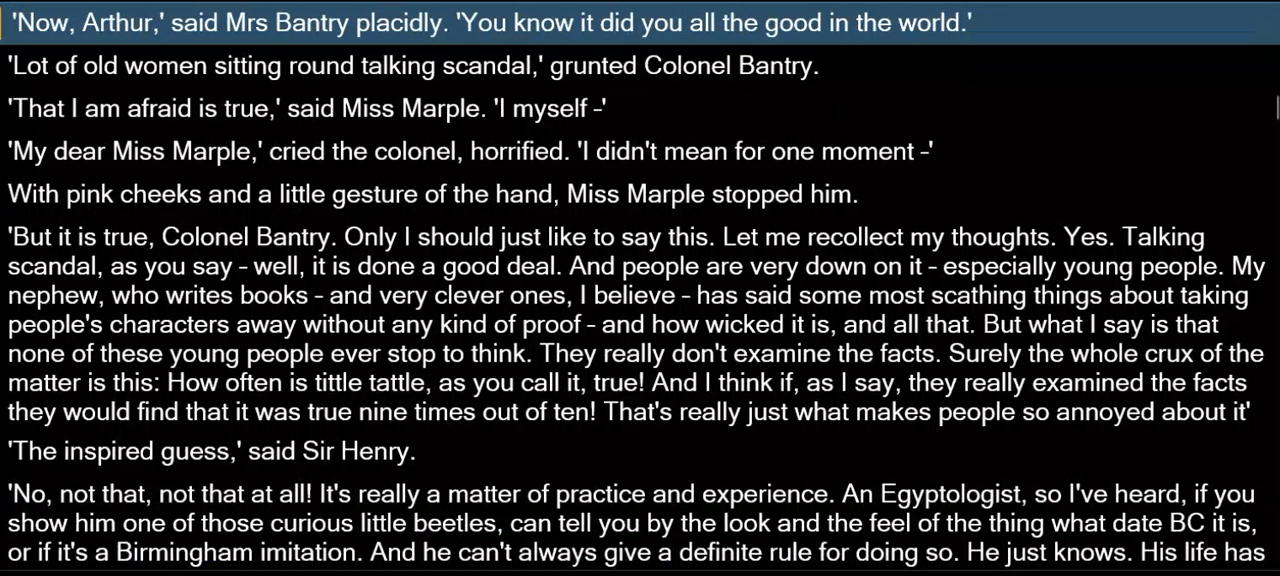 'Now, Arthur,' said Mrs Bantry placidly. 'You know it did you all the good in the world.'
'Lot of old women sitting round talking scandal,' grunted Colonel Bantry.
'That I am afraid is true,' said Miss Marple. 'I myself –'
'My dear Miss Marple,' cried the colonel, horrified. 'I didn't mean for one moment –'
With pink cheeks and a little gesture of the hand, Miss Marple stopped him.
'But it is true, Colonel Bantry. Only I should just like to say this. Let me recollect my thoughts. Yes. Talking
scandal, as you say – well, it is done a good deal. And people are very down on it – especially young people. My
nephew, who writes books – and very clever ones, I believe – has said some most scathing things about taking
people's characters away without any kind of proof – and how wicked it is, and all that. But what I say is that
none of these young people ever stop to think. They really don't examine the facts. Surely the whole crux of the
matter is this: How often is tittle tattle, as you call it, true! And I think if, as I say, they really examined the facts
they would find that it was true nine times out of ten! That's really just what makes people so annoyed about it'
'The inspired guess,' said Sir Henry.
'No, not that, not that at all! It's really a matter of practice and experience. An Egyptologist, so I've heard, if you
show him one of those curious little beetles, can tell you by the look and the feel of the thing what date BC it is,
or if it's a Birmingham imitation. And he can't always give a definite rule for doing so. He just knows. His life has